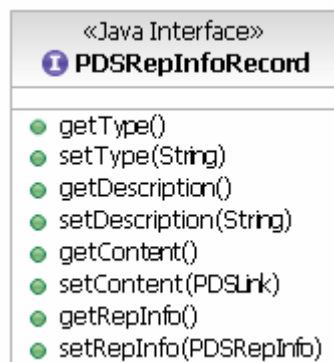 «Java Interface»
I PDSRepInfoRecord
getType()
setType(String)
getDescription()
setDescription(String)
getContent()
setContent(PDSLink)
getRepInfo()
setRepInfo(PDSRepInfo)